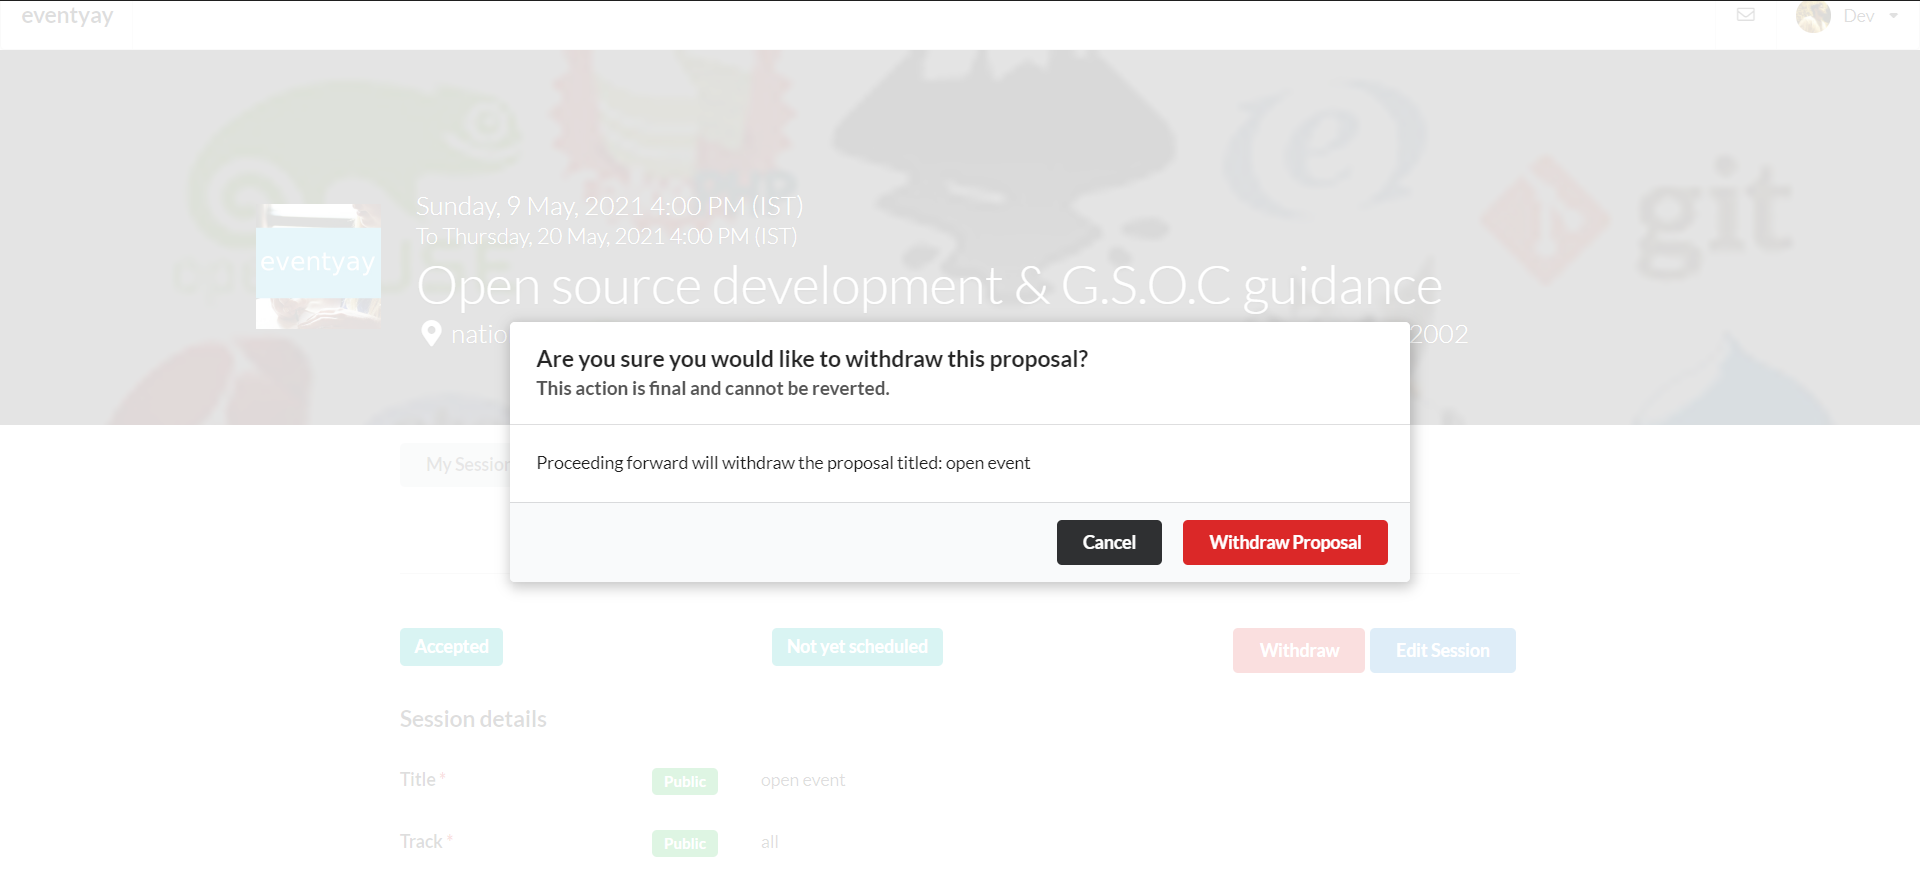 eventyay
Dev
Sunday, 9 May, 2021 4:00 PM (IST)
To Thursday, 20 May, 2021 4:00 PM (IST)
eventyay
Open source development & G.S.O.C guidance
git
natio
2002
Are you sure you would like to withdraw this proposal?
This action is final and cannot be reverted.
My Session
Proceeding forward will withdraw the proposal titled: open event
Cancel
Withdraw Proposal
Accepted
Not yet scheduled
Withdraw
Edit Session
Session details
Title *
Public
open event
Track *
Public
all